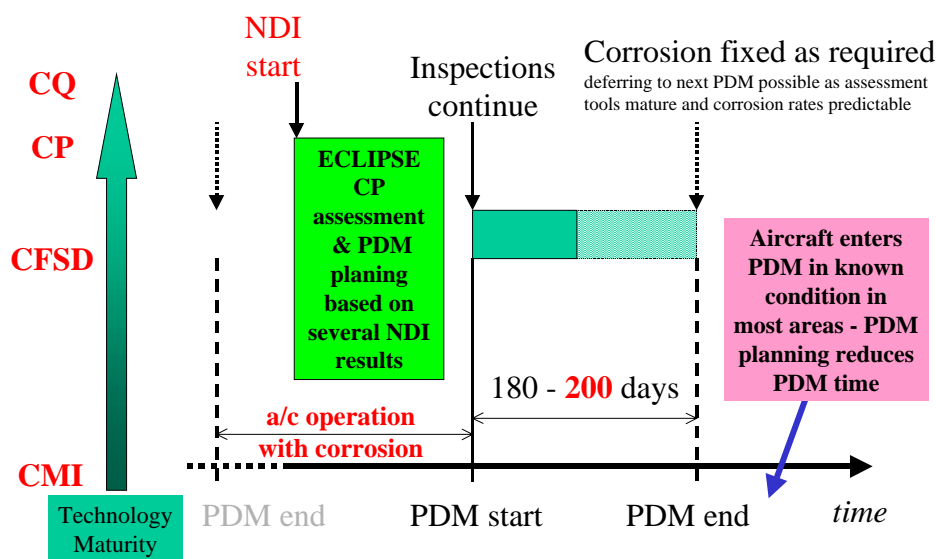 NDI
start
Inspections
continue
Corrosion fixed as required
deferring to next PDM possible as assessment
tools mature and corrosion rates predictable
CQ
CP
CFSD
CMI
Technology
Maturity
ECLIPSE
CP
assessment
& PDM
planing
based on
several NDI
results
Aircraft enters
PDM in known
condition in
most areas - PDM
planning reduces
PDM time
180 - 200 days
a/c operation
with corrosion
PDM end
PDM start
PDM end
time